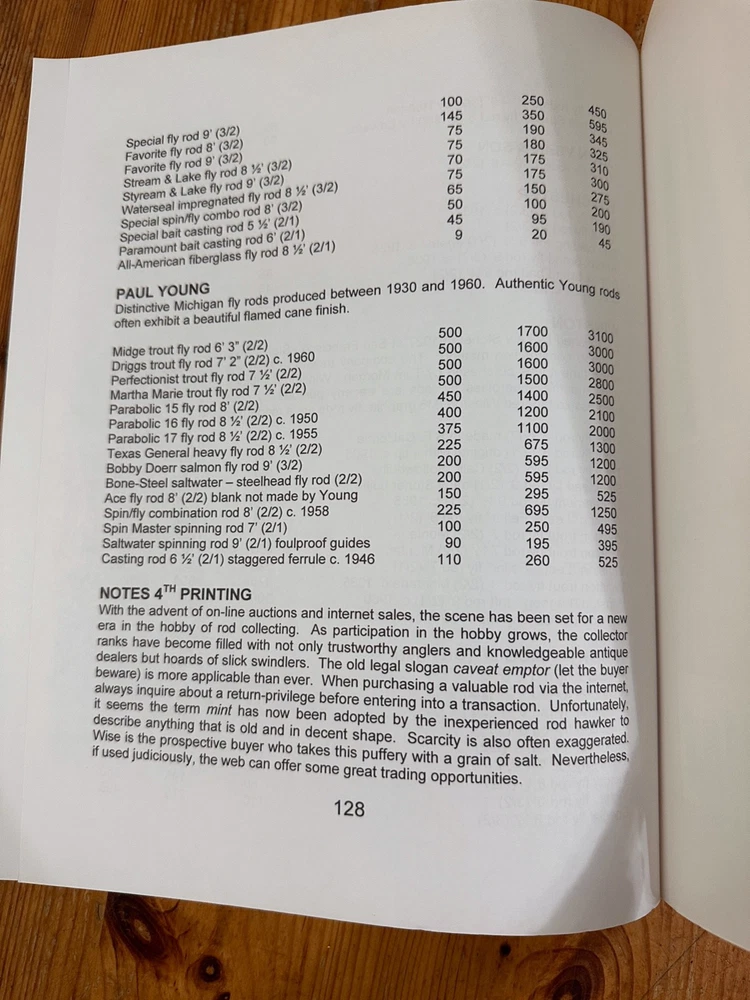 Special fly rod 9' (3/2) 100 250 450
Favorite fly rod 8' (3/2) 145 350 595
Favorite fly rod 9' (3/2) 75 190 345
Stream & Lake fly rod 8 ½' (3/2) 75 180 325
Styream & Lake fly rod 9' (3/2) 70 175 310
Waterseal impregnated fly rod 8 ½' (3/2) 75 175 300
Special spin/fly combo rod 8' (3/2) 65 150 275
Special bait casting rod 5 ½' (2/1) 50 100 200
Paramount bait casting rod 6' (2/1) 45 95 190
All-American fiberglass fly rod 8 ½' (2/1) 9 20 45
PAUL YOUNG
Distinctive Michigan fly rods produced between 1930 and 1960. Authentic Young rods
often exhibit a beautiful flamed cane finish.
Midge trout fly rod 6' 3" (2/2) 500 1700 3100
Driggs trout fly rod 7' 2" (2/2) c. 1960 500 1600 3000
Perfectionist trout fly rod 7 ½' (2/2) 500 1600 3000
Martha Marie trout fly rod 7 ½' (2/2) 500 1500 2800
Parabolic 15 fly rod 8' (2/2) 450 1400 2500
Parabolic 16 fly rod 8 ½' (2/2) c. 1950 400 1200 2100
Parabolic 17 fly rod 8 ½' (2/2) c. 1955 375 1100 2000
Texas General heavy fly rod 8 ½' (2/2) 225 675 1300
Bobby Doerr salmon fly rod 9' (3/2) 200 595 1200
Bone-Steel saltwater – steelhead fly rod (2/2) 200 595 1200
Ace fly rod 8' (2/2) blank not made by Young 150 295 525
Spin/fly combination rod 8' (2/2) c. 1958 225 695 1250
Spin Master spinning rod 7' (2/1) 100 250 495
Saltwater spinning rod 9' (2/1) foulproof guides 90 195 395
Casting rod 6 ½' (2/1) staggered ferrule c. 1946 110 260 525
NOTES 4TH PRINTING
With the advent of on-line auctions and internet sales, the scene has been set for a new
era in the hobby of rod collecting. As participation in the hobby grows, the collector
ranks have become filled with not only trustworthy anglers and knowledgeable antique
dealers but hoards of slick swindlers. The old legal slogan caveat emptor (let the buyer
beware) is more applicable than ever. When purchasing a valuable rod via the internet,
always inquire about a return-privilege before entering into a transaction. Unfortunately,
it seems the term mint has now been adopted by the inexperienced rod hawker to
describe anything that is old and in decent shape. Scarcity is also often exaggerated.
Wise is the prospective buyer who takes this puffery with a grain of salt. Nevertheless,
if used judiciously, the web can offer some great trading opportunities.
128